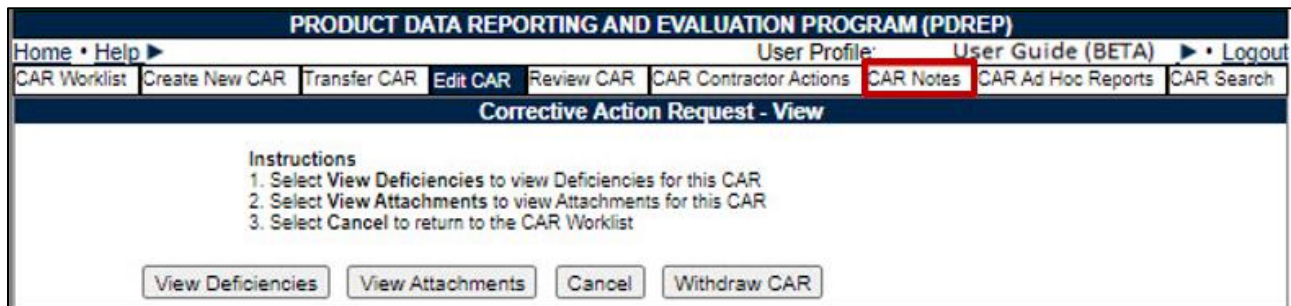 PRODUCT DATA REPORTING AND EVALUATION PROGRAM (PDREP)
Home • Help ▶ User Profile: User Guide (BETA) ▶ • Logout
CAR Worklist Create New CAR Transfer CAR Edit CAR Review CAR CAR Contractor Actions CAR Notes CAR Ad Hoc Reports CAR Search
Corrective Action Request - View
Instructions
1. Select View Deficiencies to view Deficiencies for this CAR
2. Select View Attachments to view Attachments for this CAR
3. Select Cancel to return to the CAR Worklist
View Deficiencies View Attachments Cancel Withdraw CAR